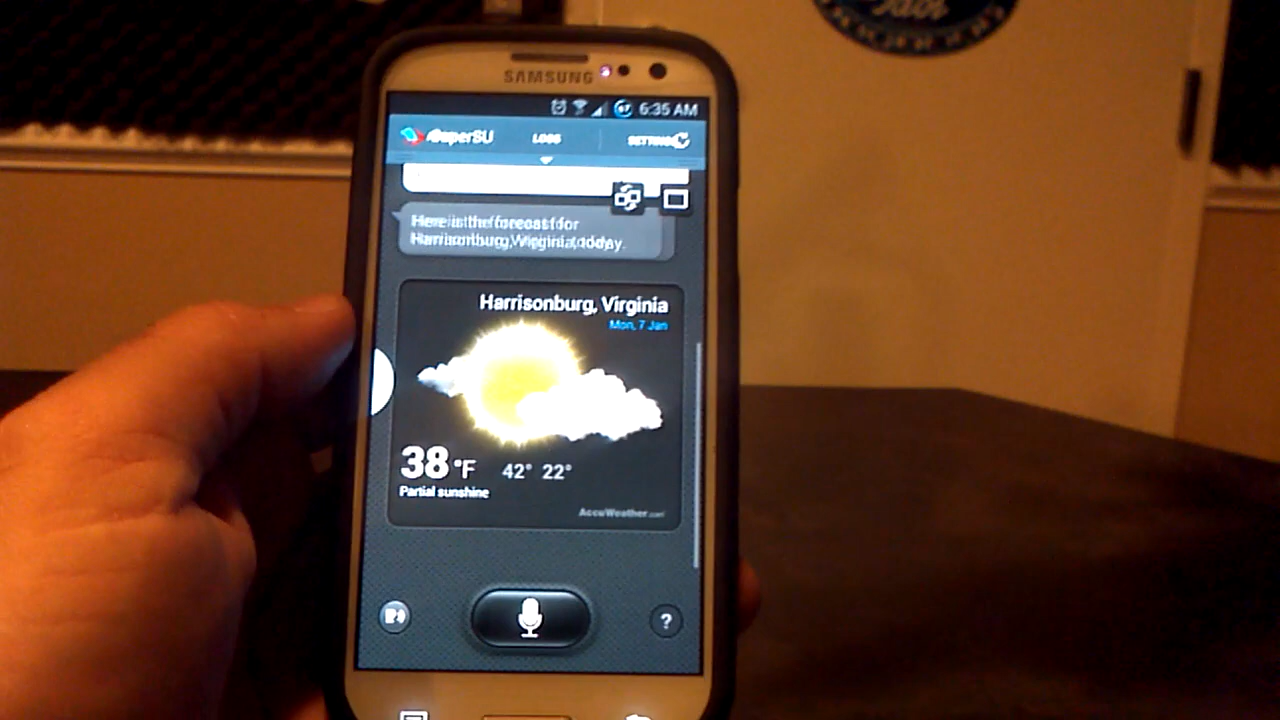 Fair
SAMSUNG
6:35 AM
SuperSU
LOGS
SETTINGS
Here is the forecast for
Harrisonburg, Virginia, today.
Harrisonburg, Virginia
Mon, 7 Jan
38 °F 42° 22°
Partial sunshine
AccuWeather.com
?